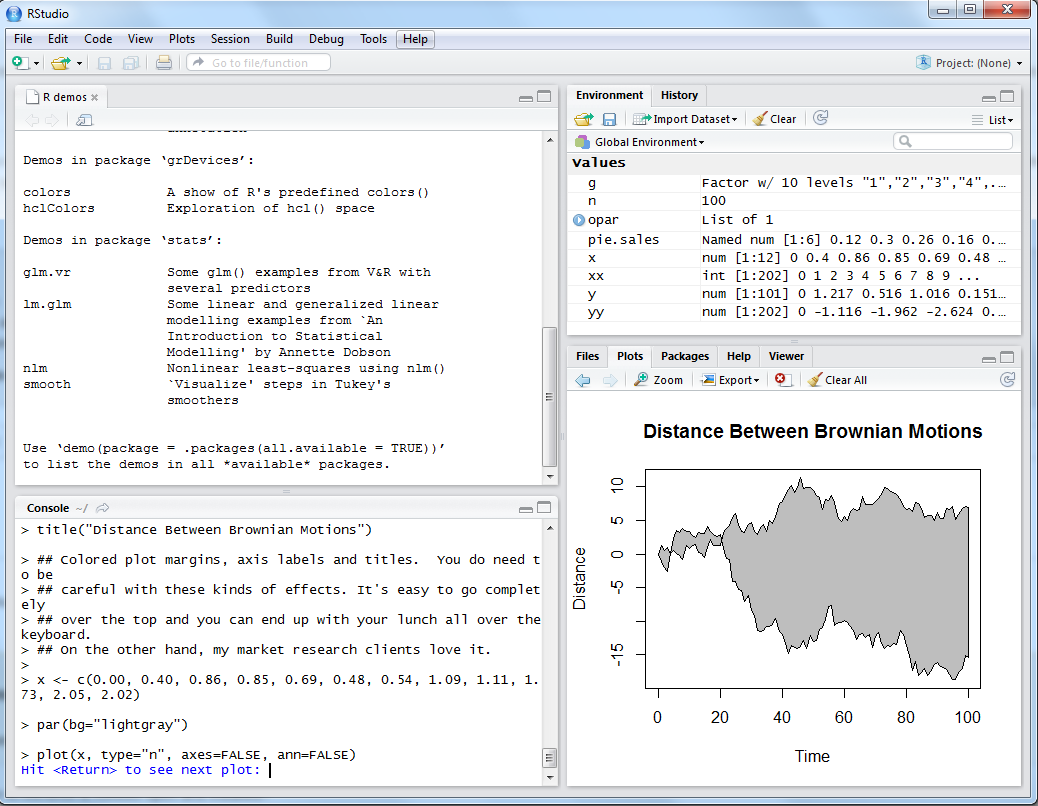 RStudio
File Edit Code View Plots Session Build Debug Tools Help
Go to file/function
Project: (None)
R demos
annotation
Demos in package ‘grDevices’:
colors A show of R's predefined colors()
hclColors Exploration of hcl() space
Demos in package ‘stats’:
glm.vr Some glm() examples from V&R with
several predictors
lm.glm Some linear and generalized linear
modelling examples from `An
Introduction to Statistical
Modelling' by Annette Dobson
nlm Nonlinear least-squares using nlm()
smooth `Visualize' steps in Tukey's
smoothers
Use ‘demo(package = .packages(all.available = TRUE))’
to list the demos in all *available* packages.
Console ~/
> title("Distance Between Brownian Motions")
> ## Colored plot margins, axis labels and titles.  You do need t
o be
> ## careful with these kinds of effects. It's easy to go complet
ely
> ## over the top and you can end up with your lunch all over the
keyboard.
> ## On the other hand, my market research clients love it.
>
> x <- c(0.00, 0.40, 0.86, 0.85, 0.69, 0.48, 0.54, 1.09, 1.11, 1.
73, 2.05, 2.02)
> par(bg="lightgray")
> plot(x, type="n", axes=FALSE, ann=FALSE)
Hit <Return> to see next plot:
Environment History
Import Dataset Clear List
Global Environment
Values
g Factor w/ 10 levels "1","2","3","4",..
n 100
opar List of 1
pie.sales Named num [1:6] 0.12 0.3 0.26 0.16 0.…
x num [1:12] 0 0.4 0.86 0.85 0.69 0.48 …
xx int [1:202] 0 1 2 3 4 5 6 7 8 9 ...
y num [1:101] 0 1.217 0.516 1.016 0.151…
yy num [1:202] 0 -1.116 -1.962 -2.624 0.…
Files Plots Packages Help Viewer
Zoom Export Clear All
Distance Between Brownian Motions
10
5
0
-5
-15
Distance
0 20 40 60 80 100
Time